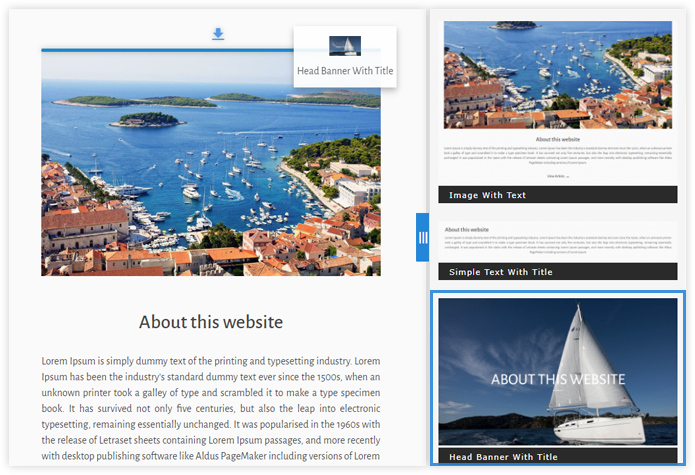 Head Banner With Title
About this website
Lorem Ipsum is simply dummy text of the printing and typesetting industry. Lorem
Ipsum has been the industry's standard dummy text ever since the 1500s, when an
unknown printer took a galley of type and scrambled it to make a type specimen
book. It has survived not only five centuries, but also the leap into electronic
typesetting, remaining essentially unchanged. It was popularised in the 1960s with
the release of Letraset sheets containing Lorem Ipsum passages, and more recently
with desktop publishing software like Aldus PageMaker including versions of Lorem
About this website
Image With Text
About this website
Simple Text With Title
ABOUT THIS WEBSITE
Head Banner With Title